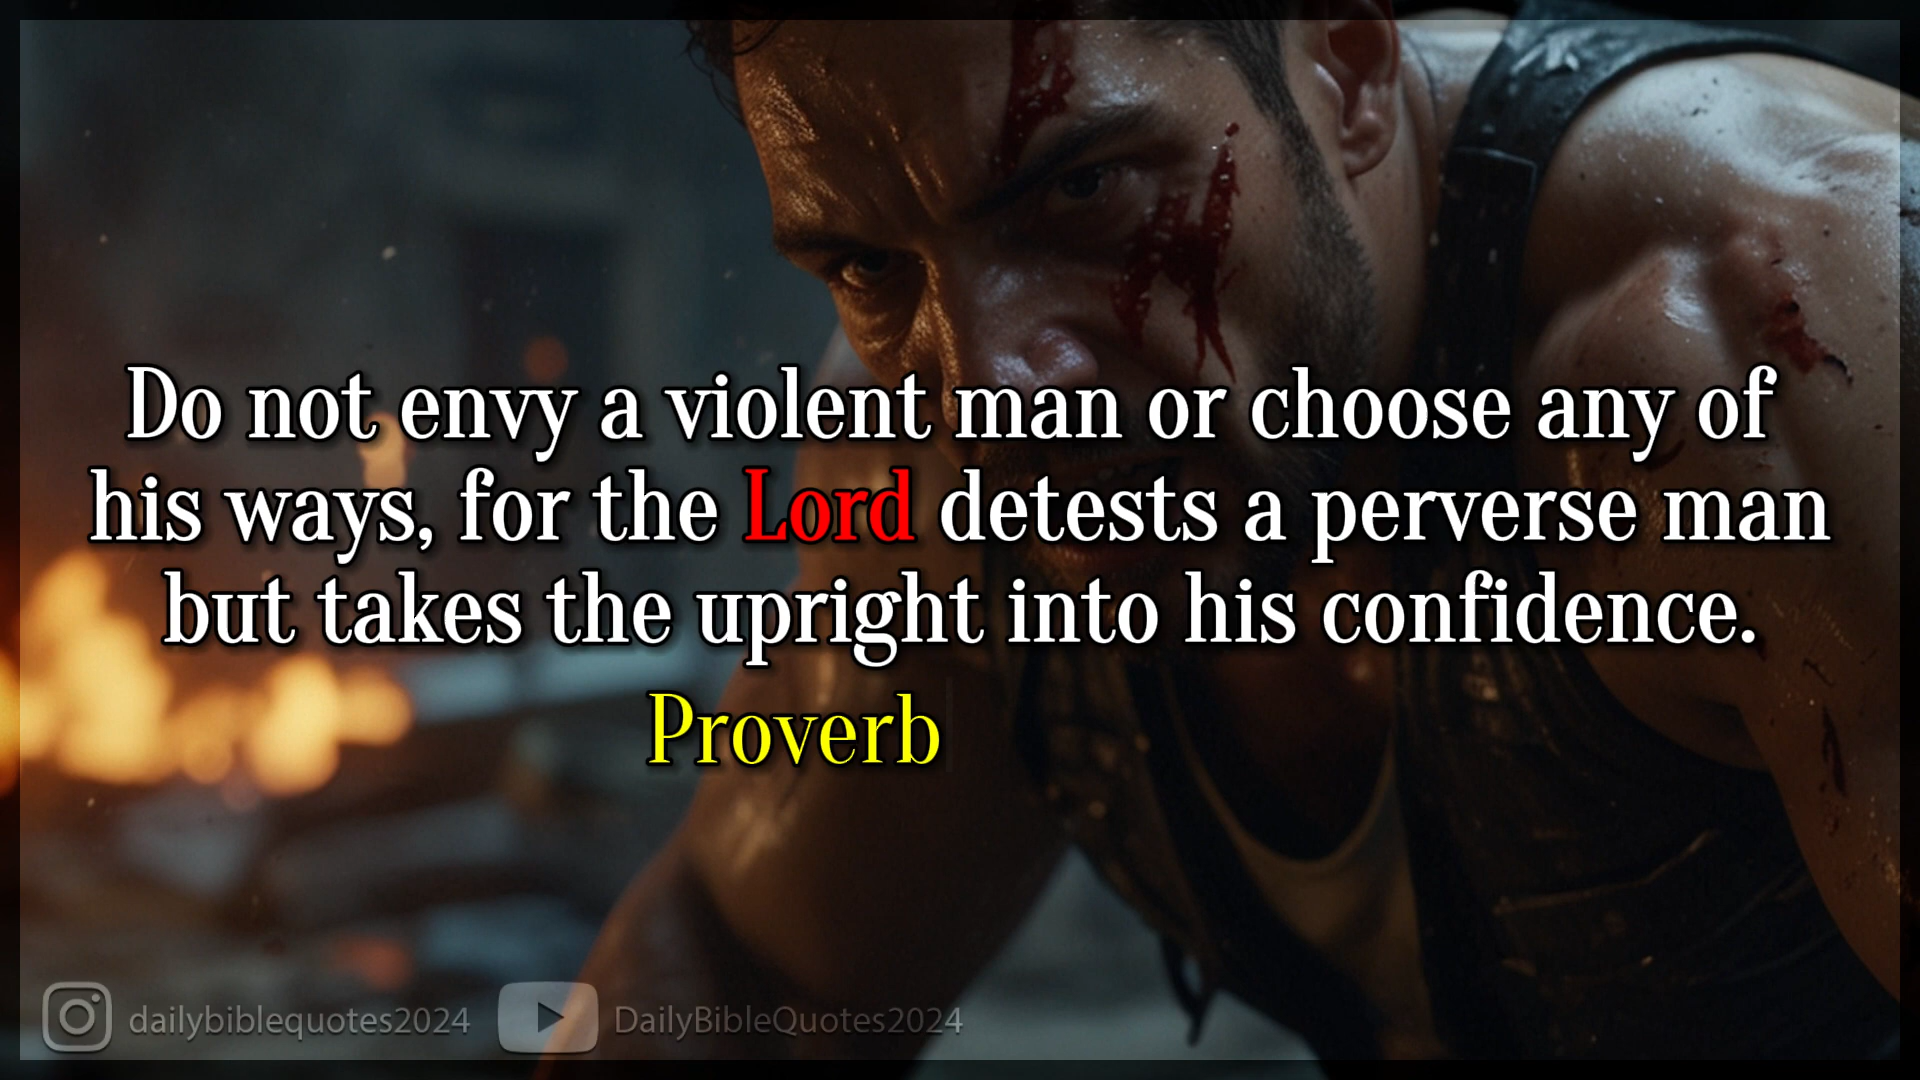 Do not envy a violent man or choose any of
his ways, for the Lord detests a perverse man
but takes the upright into his confidence.
Proverb
dailybiblequotes2024 DailyBibleQuotes2024